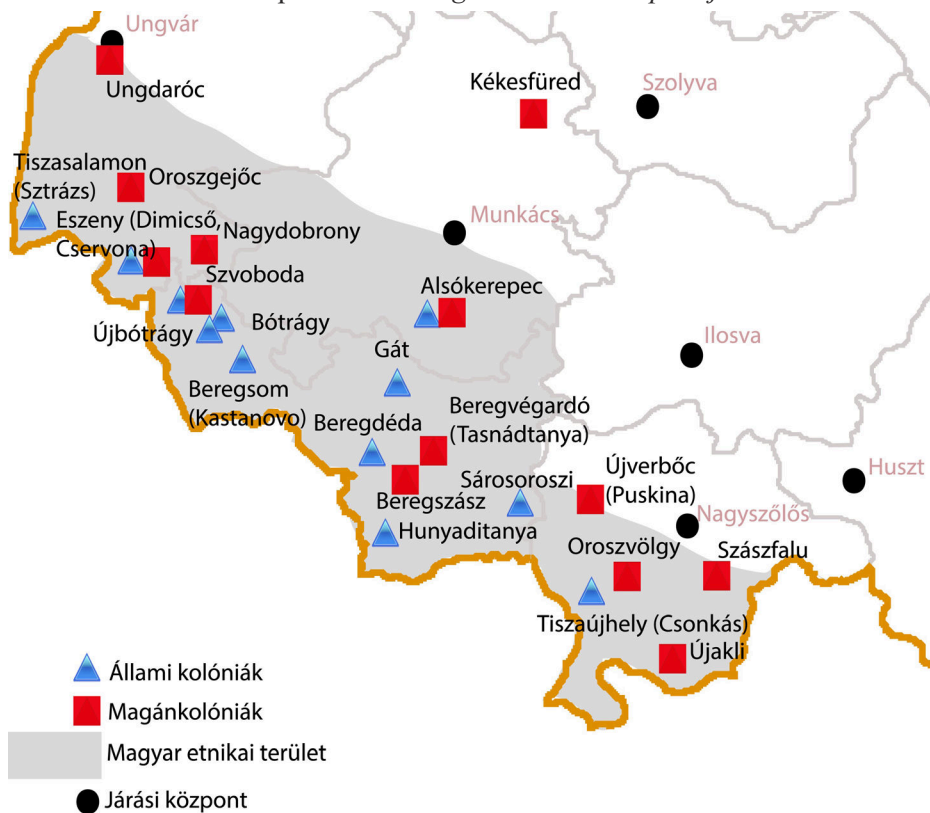 Ungvár
Ungdaróc
Kékesfüred
Szolyva
Tiszasalamon
(Sztrázs)
Oroszgejőc
Munkács
Eszeny (Dimicső,
Cservona)
Nagydobrony
Szvoboda
Alsókerepec
Újbótrágy
Bótrágy
Ilosva
Gát
Beregsom
(Kastanovo)
Beregdéda
Beregvégardó
(Tasnádtanya)
Sárosoroszi
Újverbőc
(Puskina)
Huszt
Beregszász
Nagyszőlős
Hunyaditanya
Oroszvölgy
Szászfalu
Tiszaújhely (Csonkás)
Újakli
Állami kolóniák
Magánkolóniák
Magyar etnikai terület
Járási központ